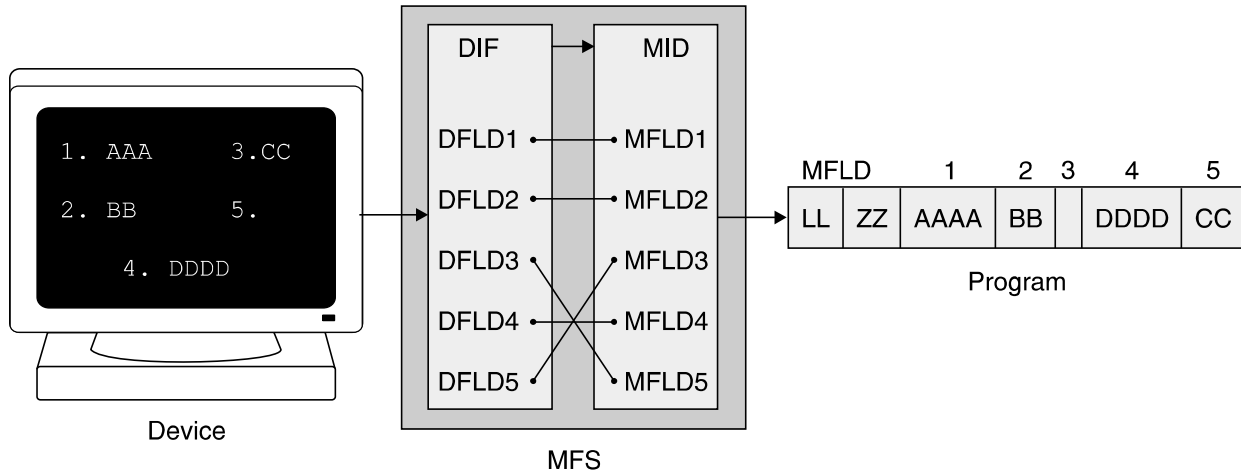 1. AAA 3.CC
2. BB 5.
4. DDDD
Device
DIF MID
DFLD1 MFLD1
DFLD2 MFLD2
DFLD3 MFLD3
DFLD4 MFLD4
DFLD5 MFLD5
MFS
MFLD 1 2 3 4 5
LL ZZ AAAA BB DDDD CC
Program